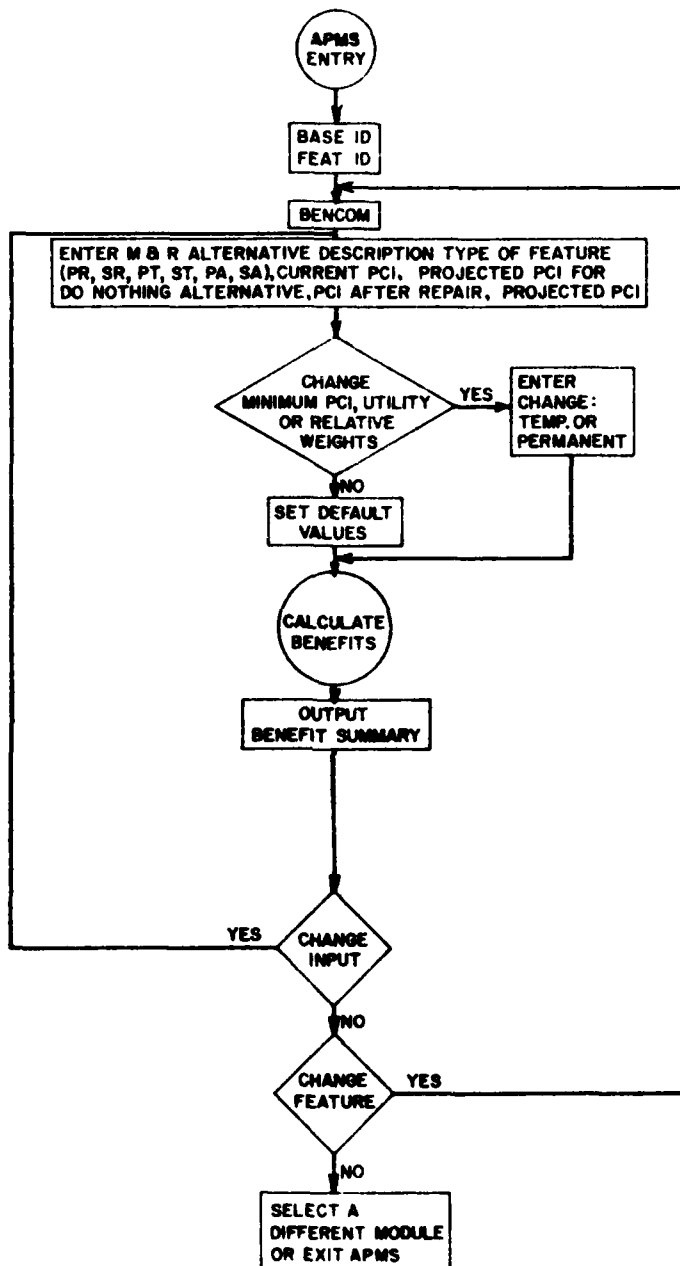 APMS
ENTRY
BASE ID
FEAT ID
BENCOM
ENTER M & R ALTERNATIVE DESCRIPTION TYPE OF FEATURE
(PR, SR, PT, ST, PA, SA), CURRENT PCI. PROJECTED PCI FOR
DO NOTHING ALTERNATIVE, PCI AFTER REPAIR. PROJECTED PCI
CHANGE
MINIMUM PCI, UTILITY
OR RELATIVE
WEIGHTS
YES
ENTER
CHANGE:
TEMP. OR
PERMANENT
NO
SET DEFAULT
VALUES
CALCULATE
BENEFITS
OUTPUT
BENEFIT SUMMARY
YES
CHANGE
INPUT
NO
CHANGE
FEATURE
YES
NO
SELECT A
DIFFERENT MODULE
OR EXIT APMS